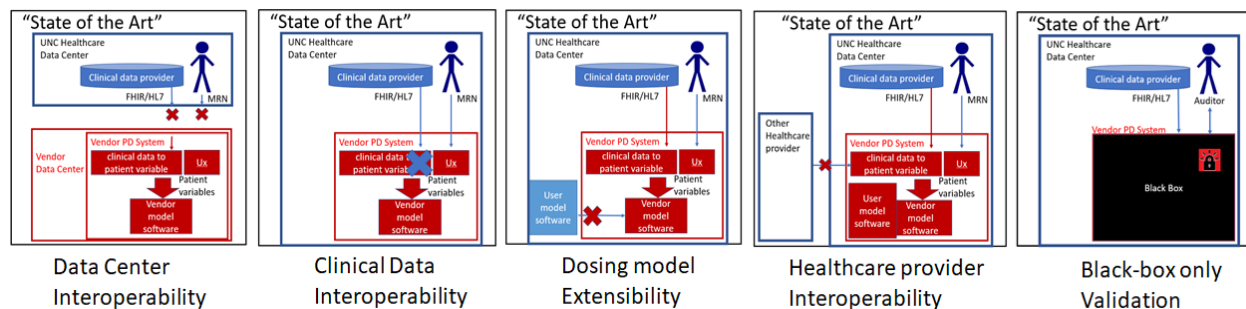 “State of the Art”
UNC Healthcare
Data Center
Clinical data provider
FHIR/HL7
MRN
Vendor PD System
Vendor
Data Center
clinical data to
patient variable
Ux
Patient
variables
Vendor
model
software
Data Center
Interoperability
“State of the Art”
UNC Healthcare
Data Center
Clinical data provider
FHIR/HL7
MRN
Vendor PD System
clinical data to
patient variable
Ux
Patient
variables
Vendor
model
software
Clinical Data
Interoperability
“State of the Art”
UNC Healthcare
Data Center
Clinical data provider
FHIR/HL7
MRN
Vendor PD System
clinical data to
patient variable
Ux
Patient
variables
User
model
software
Vendor
model
software
Dosing model
Extensibility
“State of the Art”
UNC Healthcare
Data Center
Clinical data provider
FHIR/HL7
MRN
Other
Healthcare
provider
Vendor PD System
clinical data to
patient variable
Ux
Patient
variables
User
model
software
Vendor
model
software
Healthcare provider
Interoperability
“State of the Art”
UNC Healthcare
Data Center
Clinical data provider
FHIR/HL7
Auditor
Vendor PD System
Black Box
Black-box only
Validation